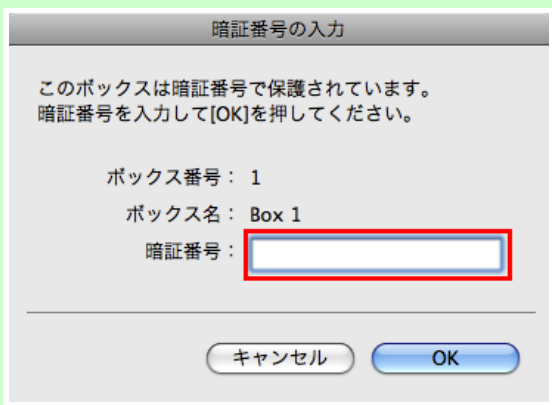 暗証番号の入力
このボックスは暗証番号で保護されています。
暗証番号を入力して[OK]を押してください。
ボックス番号： 1
ボックス名： Box 1
暗証番号：
キャンセル OK